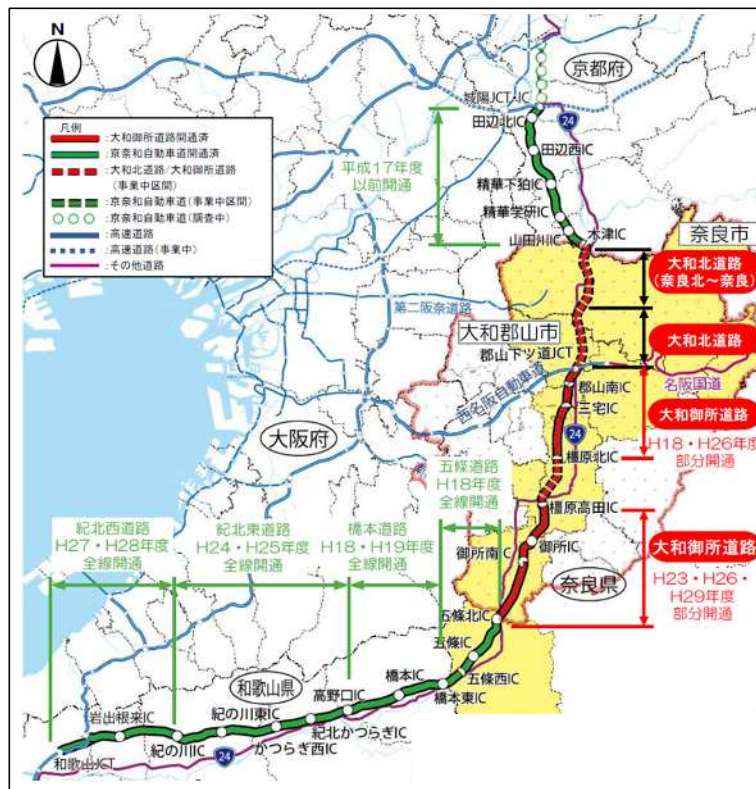 N
京都府
城陽JCT・IC
田辺北IC
24
凡例
:大和御所道路開通済
:京奈和自動車道開通済
:大和北道路/大和御所道路
(事業中区間)
:京奈和自動車道(事業中区間)
:京奈和自動車道(調査中)
:高速道路
:高速道路(事業中)
:その他道路
平成17年度
以前開通
田辺西IC
精華下狛IC
精華学研IC
山田川IC
木津IC
奈良市
大和北道路
(奈良北~奈良)
第二阪奈道路
大和郡山市
大和北道路
郡山下ツ道JCT
西名阪自動車道
名阪国道
郡山南IC
三宅IC
大和御所道路
24
H18・H26年度
部分開通
大阪府
橿原北IC
五條道路
H18年度
全線開通
橿原高田IC
紀北西道路
H27・H28年度
全線開通
紀北東道路
H24・H25年度
全線開通
橋本道路
H18・H19年度
全線開通
御所IC
御所南IC
大和御所道路
奈良県
H23・H26・
H29年度
部分開通
五條北IC
五條IC
五條西IC
和歌山県
橋本IC
橋本東IC
高野口IC
岩出根来IC
紀の川東IC
紀北かつらぎIC
紀の川IC
かつらぎ西IC
和歌山JCT
24